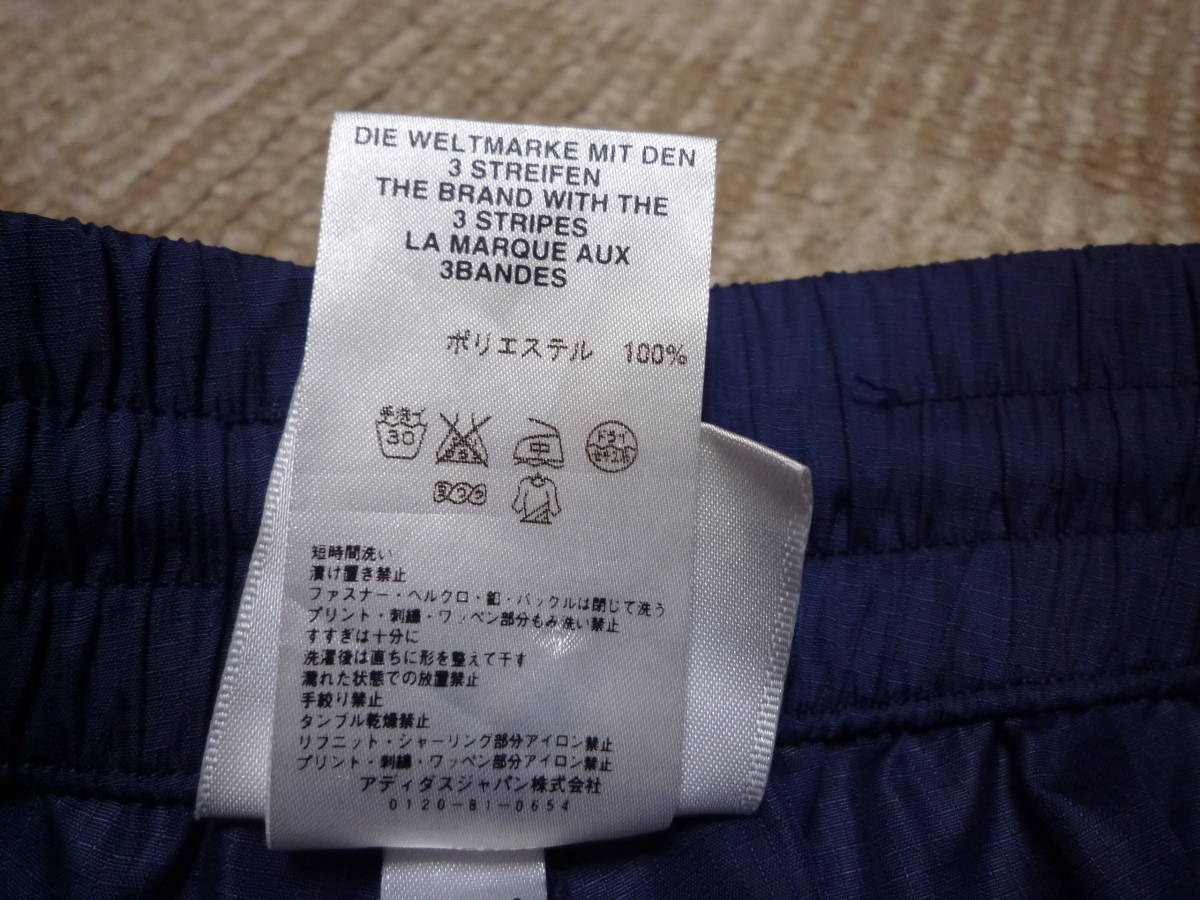 DIE WELTMARKE MIT DEN
3 STREIFEN
THE BRAND WITH THE
3 STRIPES
LA MARQUE AUX
3BANDES
ポリエステル 100%
手洗イ
30
中
ドライ
セキユ系
短時間洗い
漬け置き禁止
ファスナー・ベルクロ・釦・バックルは閉じて洗う
プリント・刺繍・ワッペン部分もみ洗い禁止
すすぎは十分に
洗濯後は直ちに形を整えて干す
濡れた状態での放置禁止
手絞り禁止
タンブル乾燥禁止
リブニット・シャーリング部分アイロン禁止
プリント・刺繍・ワッペン部分アイロン禁止
アディダスジャパン株式会社
0120-81-0654